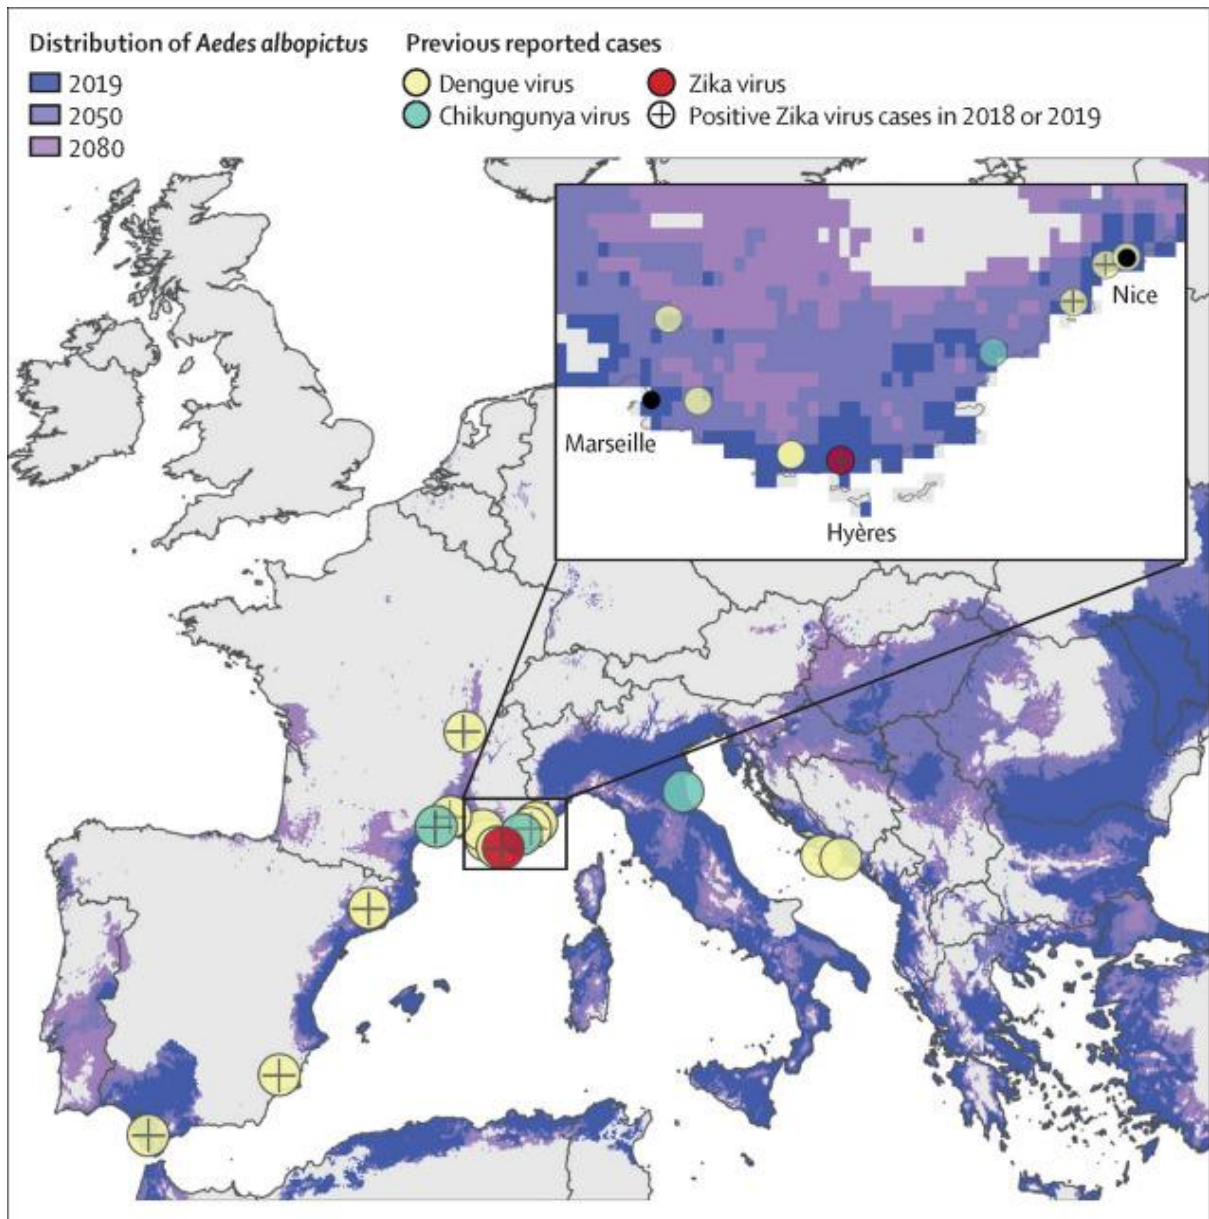 Distribution of Aedes albopictus
2019
2050
2080
Previous reported cases
Dengue virus
Chikungunya virus
Zika virus
Positive Zika virus cases in 2018 or 2019
Nice
Marseille
Hyères